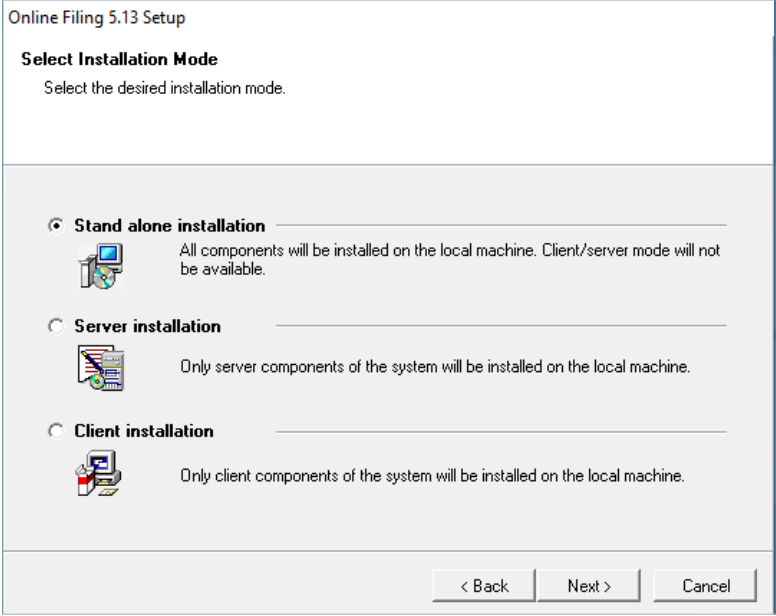 Online Filing 5.13 Setup
Select Installation Mode
Select the desired installation mode.
Stand alone installation
All components will be installed on the local machine. Client/server mode will not
be available.
Server installation
Only server components of the system will be installed on the local machine.
Client installation
Only client components of the system will be installed on the local machine.
< Back
Next >
Cancel